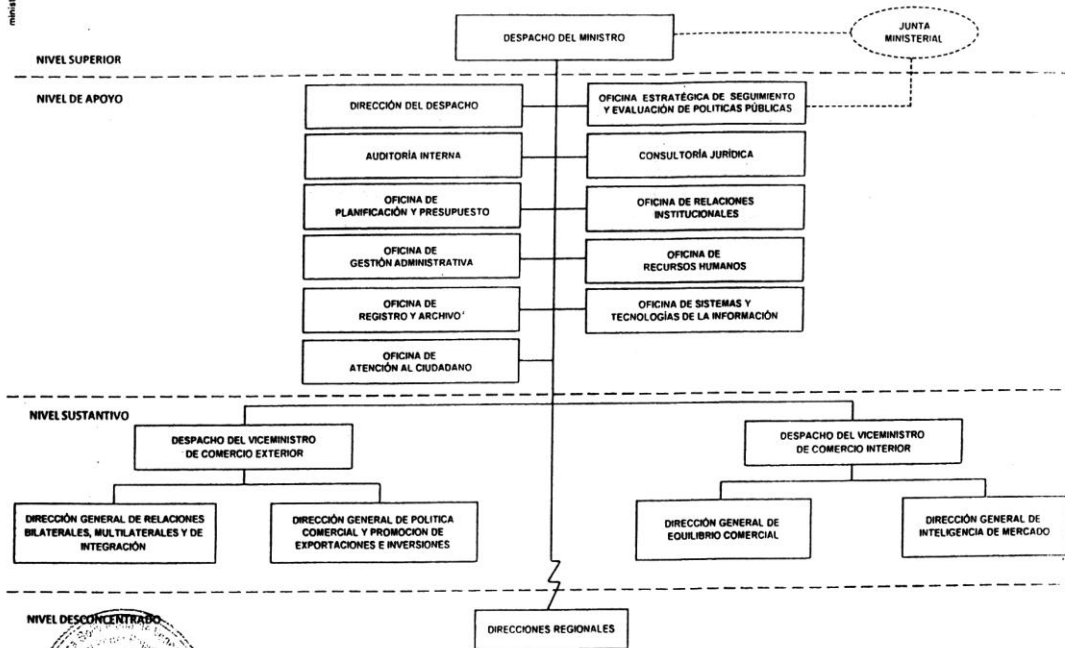 minist
DESPACHO DEL MINISTRO
JUNTA
MINISTERIAL
NIVEL SUPERIOR
NIVEL DE APOYO
DIRECCIÓN DEL DESPACHO
OFICINA ESTRATÉGICA DE SEGUIMIENTO
Y EVALUACIÓN DE POLITICAS PÚBLICAS
AUDITORÍA INTERNA
CONSULTORÍA JURÍDICA
OFICINA DE
PLANIFICACIÓN Y PRESUPUESTO
OFICINA DE RELACIONES
INSTITUCIONALES
OFICINA DE
GESTIÓN ADMINISTRATIVA
OFICINA DE
RECURSOS HUMANOS
OFICINA DE
REGISTRO Y ARCHIVO
OFICINA DE SISTEMAS Y
TECNOLOGÍAS DE LA INFORMACIÓN
OFICINA DE
ATENCIÓN AL CIUDADANO
NIVEL SUSTANTIVO
DESPACHO DEL VICEMINISTRO
DE COMERCIO EXTERIOR
DESPACHO DEL VICEMINISTRO
DE COMERCIO INTERIOR
DIRECCIÓN GENERAL DE RELACIONES
BILATERALES, MULTILATERALES Y DE
INTEGRACIÓN
DIRECCIÓN GENERAL DE POLITICA
COMERCIAL Y PROMOCION DE
EXPORTACIONES E INVERSIONES
DIRECCIÓN GENERAL DE
EQUILIBRIO COMERCIAL
DIRECCIÓN GENERAL DE
INTELIGENCIA DE MERCADO
NIVEL DESCONCENTRADO
DIRECCIONES REGIONALES